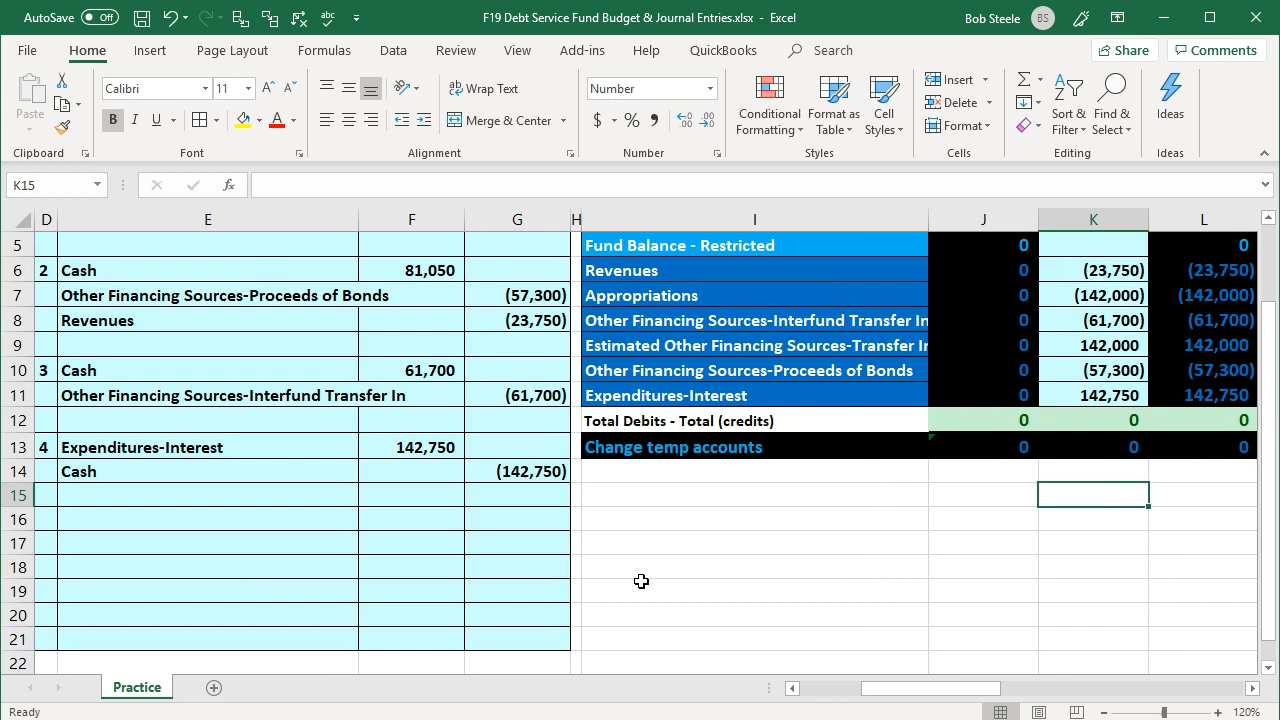 AutoSave Off F19 Debt Service Fund Budget & Journal Entries.xlsx - Excel Bob Steele BS
File Home Insert Page Layout Formulas Data Review View Add-ins Help QuickBooks Search Share Comments
Calibri 11 A^ A˅ ab Wrap Text Number Insert Σ
Paste Conditional Format as Cell Delete Sort & Find & Ideas
B I U A Merge & Center $ % , Formatting Table Styles Format Filter Select
Clipboard Font Alignment Number Styles Cells Editing Ideas
K15 fx
D E F G H I J K L
5 Fund Balance - Restricted 0 0
6 2 Cash 81,050 Revenues 0 (23,750) (23,750)
7 Other Financing Sources-Proceeds of Bonds (57,300) Appropriations 0 (142,000) (142,000)
8 Revenues (23,750) Other Financing Sources-Interfund Transfer In 0 (61,700) (61,700)
9 Estimated Other Financing Sources-Transfer Ir 0 142,000 142,000
10 3 Cash 61,700 Other Financing Sources-Proceeds of Bonds 0 (57,300) (57,300)
11 Other Financing Sources-Interfund Transfer In (61,700) Expenditures-Interest 0 142,750 142,750
12 Total Debits - Total (credits) 0 0 0
13 4 Expenditures-Interest 142,750 Change temp accounts 0 0 0
14 Cash (142,750)
15
16
17
18
19
20
21
22
Practice
Ready 120%